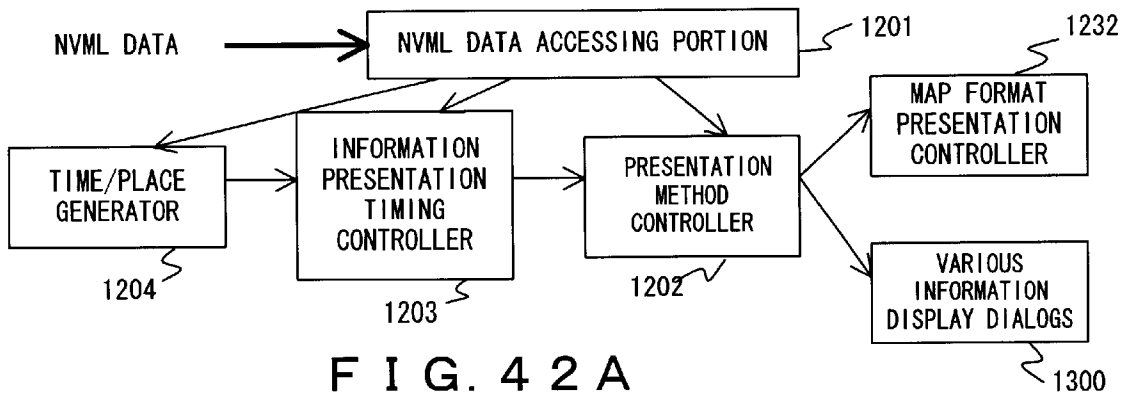 NVML DATA
NVML DATA ACCESSING PORTION
1201
1232
MAP FORMAT
PRESENTATION
CONTROLLER
TIME/PLACE
GENERATOR
INFORMATION
PRESENTATION
TIMING
CONTROLLER
PRESENTATION
METHOD
CONTROLLER
1204
1203
1202
VARIOUS
INFORMATION
DISPLAY DIALOGS
1300
FIG. 42A